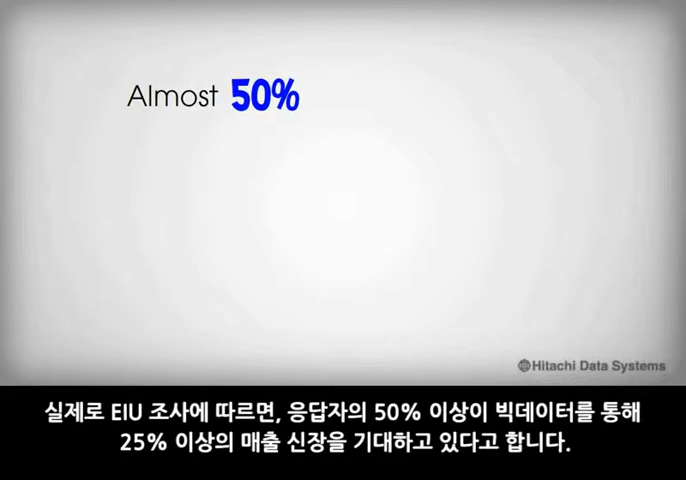 Almost 50%
Hitachi Data Systems
실제로 EIU 조사에 따르면, 응답자의 50% 이상이 빅데이터를 통해
25% 이상의 매출 신장을 기대하고 있다고 합니다.